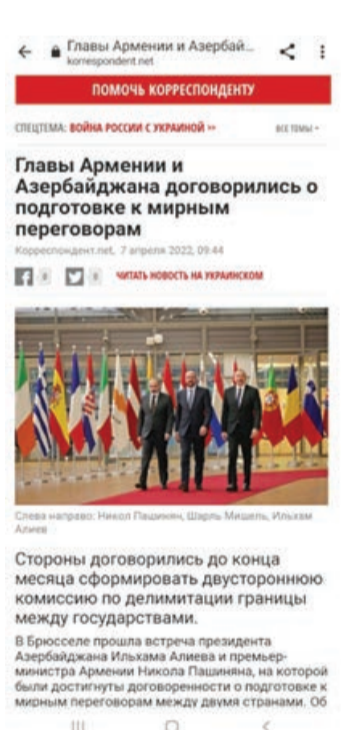 Главы Армении и Азербай...
korrespondent.net
ПОМОЧЬ КОРРЕСПОНДЕНТУ
СПЕЦТЕМА: ВОЙНА РОССИИ С УКРАИНОЙ »
ВСЕ ТЕМЫ
Главы Армении и
Азербайджана договорились о
подготовке к мирным
переговорам
Корреспондент.net, 7 апреля 2022, 09:44
0 0 ЧИТАТЬ НОВОСТЬ НА УКРАИНСКОМ
Слева направо: Никол Пашинян, Шарль Мишель, Ильхам
Алиев
Стороны договорились до конца
месяца сформировать двустороннюю
комиссию по делимитации границы
между государствами.
В Брюсселе прошла встреча президента
Азербайджана Ильхама Алиева и премьер-
министра Армении Никола Пашиняна, на которой
были достигнуты договоренности о подготовке к
мирным переговорам между двумя странами. Об